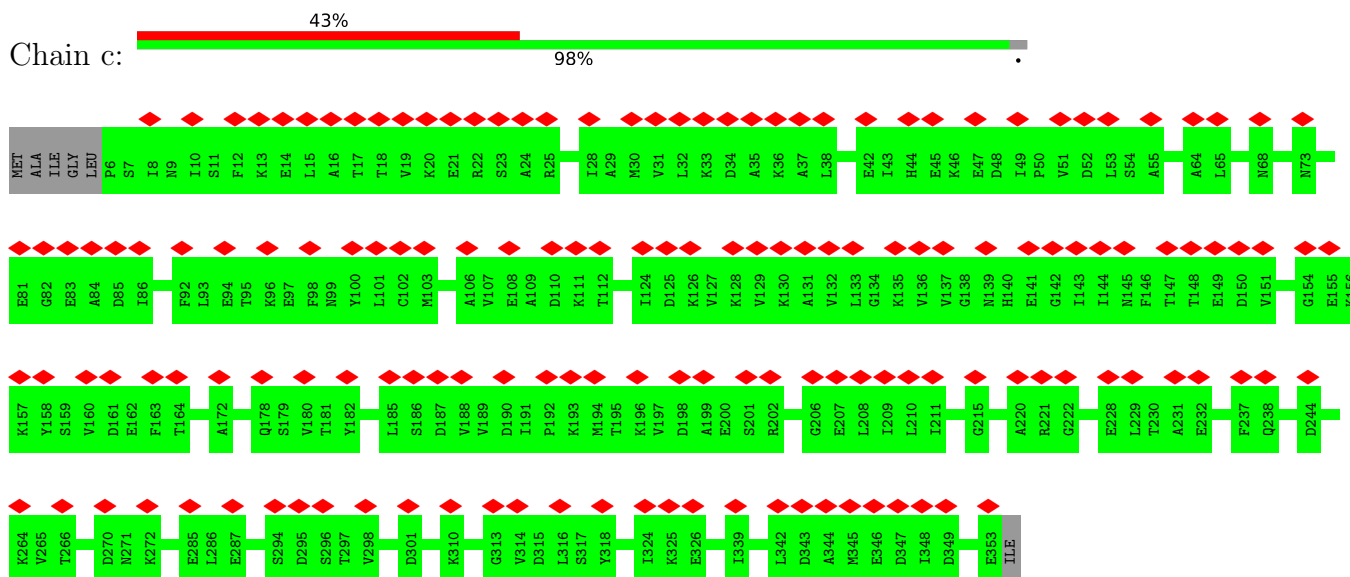 43%
Chain c:
98%
.
MET ALA ILE GLY LEU P6 S7 I8 N9 I10 S11 F12 K13 E14 L15 A16 T17 T18 V19 K20 E21 R22 S23 A24 R25 I28 A29 M30 V31 L32 K33 D34 A35 K36 A37 L38 E42 I43 H44 E45 K46 E47 D48 I49 P50 V51 D52 L53 S54 A55 A64 L65 N68 N73
E81 G82 E83 A84 D85 I86 F92 L93 E94 T95 K96 E97 F98 N99 Y100 L101 G102 M103 A106 V107 E108 A109 D110 K111 T112 I124 D125 K126 V127 K128 V129 K130 A131 V132 L133 G134 K135 V136 V137 G138 N139 H140 E141 G142 I143 I144 N145 F146 T147 T148 E149 D150 V151 G154 E155 K156
K157 Y158 S159 V160 D161 E162 F163 T164 A172 Q178 S179 V180 T181 Y182 L185 S186 D187 V188 V189 D190 I191 P192 K193 M194 T195 K196 V197 D198 A199 E200 S201 R202 G206 E207 L208 I209 L210 I211 G215 A220 R221 G222 E228 L229 T230 A231 E232 F237 Q238 D244
K264 V265 T266 D270 N271 K272 E285 L286 E287 S294 D295 S296 T297 V298 D301 K310 G313 V314 D315 L316 S317 Y318 I324 K325 E326 I339 L342 D343 A344 M345 E346 D347 I348 D349 E353 ILE